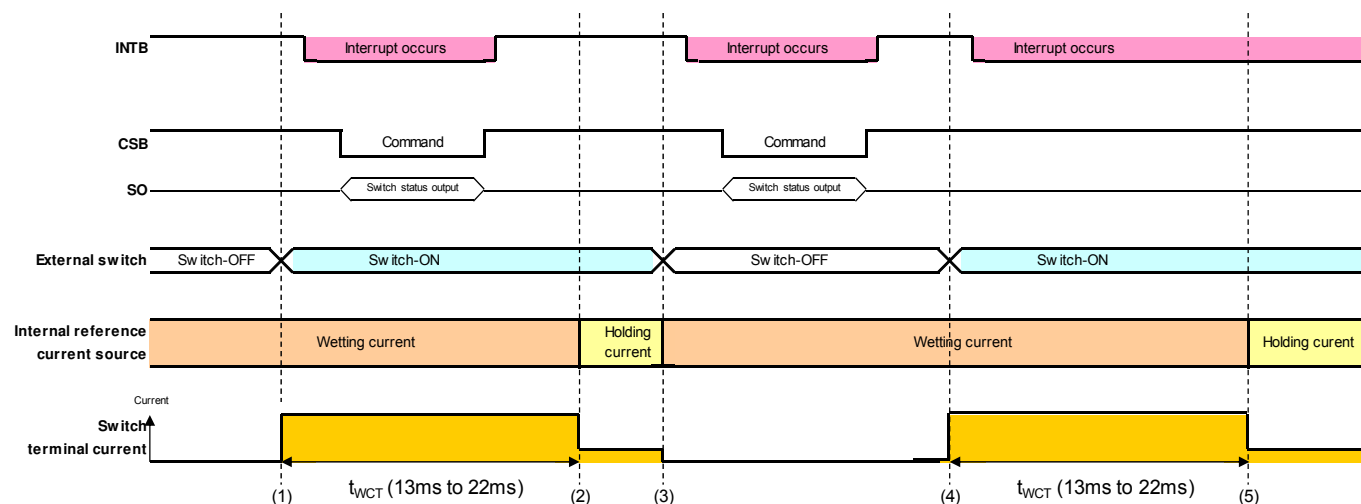 INTB
Interrupt occurs
Interrupt occurs
Interrupt occurs
CSB
Command
Command
SO
Switch status output
Switch status output
External switch
Switch-OFF
Switch-ON
Switch-OFF
Switch-ON
Internal reference
current source
Wetting current
Holding
current
Wetting current
Holding curent
Current
Switch
terminal current
tWCT (13ms to 22ms)
tWCT (13ms to 22ms)
(1)
(2)
(3)
(4)
(5)